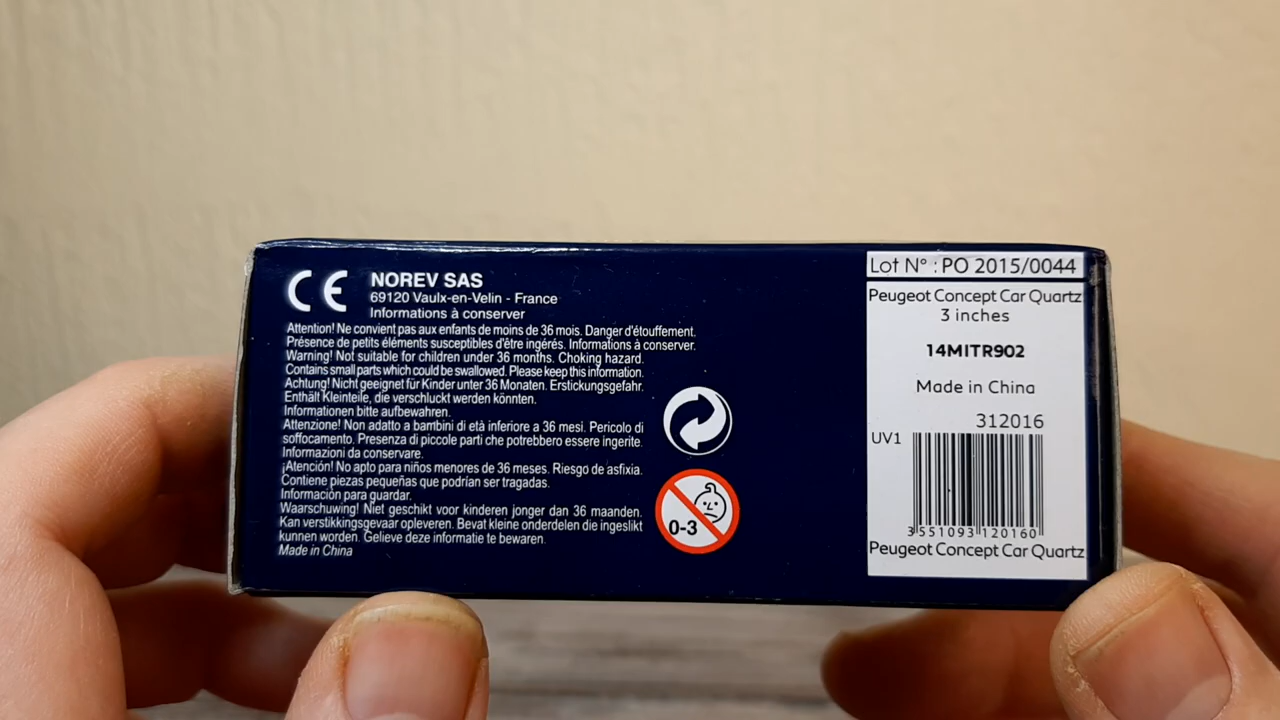 CE
NOREV SAS
69120 Vaulx-en-Velin - France
Informations à conserver
Attention! Ne convient pas aux enfants de moins de 36 mois. Danger d'étouffement.
Présence de petits éléments susceptibles d'être ingérés. Informations à conserver.
Warning! Not suitable for children under 36 months. Choking hazard.
Contains small parts which could be swallowed. Please keep this information.
Achtung! Nicht geeignet für Kinder unter 36 Monaten. Erstickungsgefahr.
Enthält Kleinteile, die verschluckt werden könnten.
Informationen bitte aufbewahren.
Attenzione! Non adatto a bambini di età inferiore a 36 mesi. Pericolo di
soffocamento. Presenza di piccole parti che potrebbero essere ingerite.
Informazioni da conservare.
¡Atención! No apto para niños menores de 36 meses. Riesgo de asfixia.
Contiene piezas pequeñas que podrían ser tragadas.
Información para guardar.
Waarschuwing! Niet geschikt voor kinderen jonger dan 36 maanden.
Kan verstikkingsgevaar opleveren. Bevat kleine onderdelen die ingeslikt
kunnen worden. Gelieve deze informatie te bewaren.
Made in China
0-3
Lot N° : PO 2015/0044
Peugeot Concept Car Quartz
3 inches
14MITR902
Made in China
312016
UV1
3 551093 120160
Peugeot Concept Car Quartz